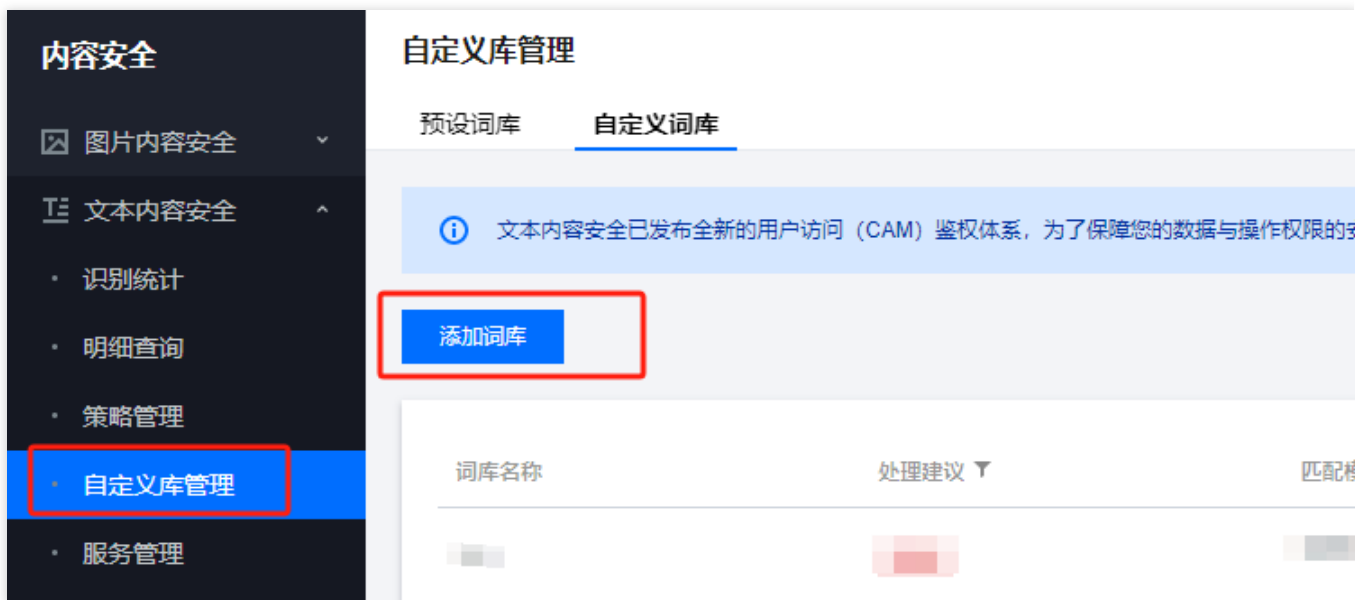 内容安全
图片内容安全
文本内容安全
识别统计
明细查询
策略管理
自定义库管理
服务管理
自定义库管理
预设词库 自定义词库
文本内容安全已发布全新的用户访问（CAM）鉴权体系，为了保障您的数据与操作权限的
添加词库
词库名称 处理建议 匹配